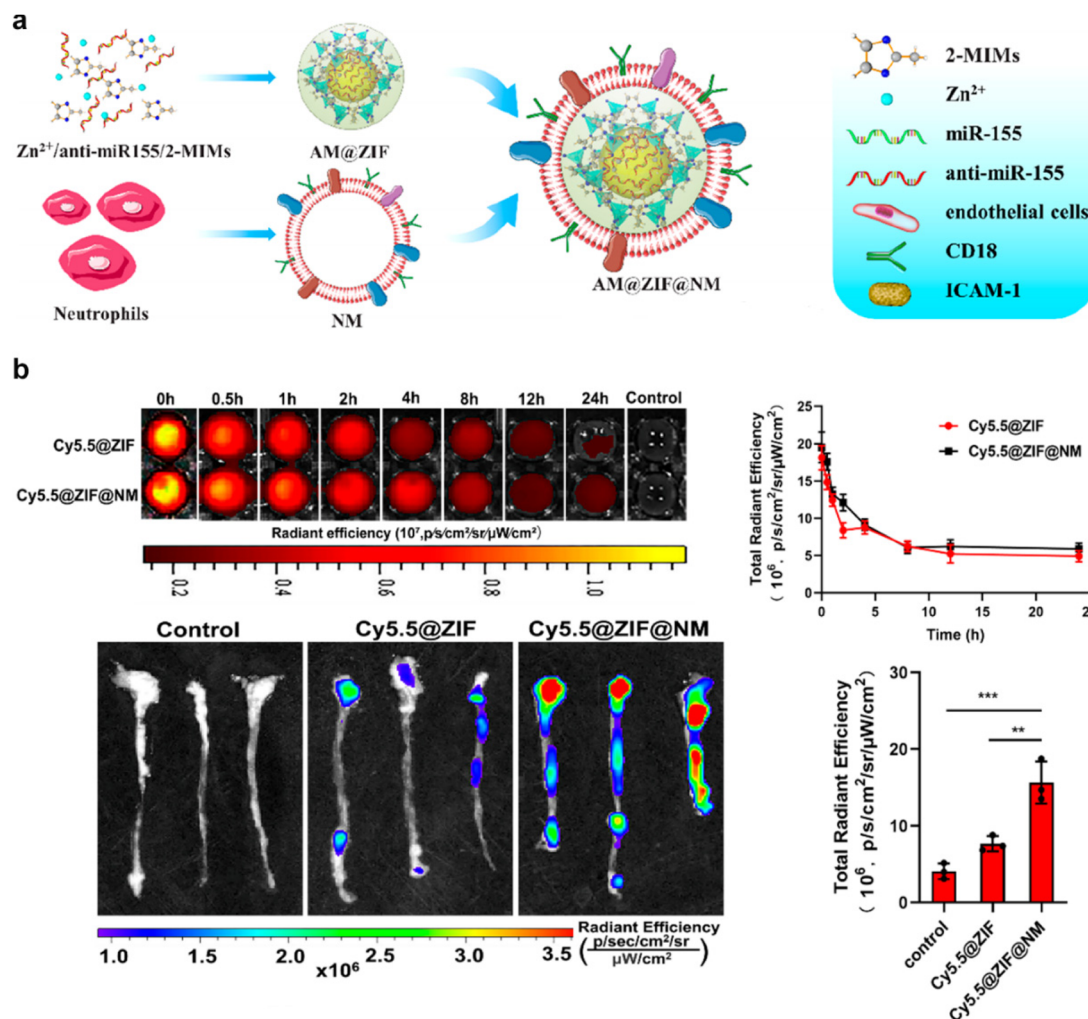 a
Zn²⁺/anti-miR155/2-MIMs
AM@ZIF
Neutrophils
NM
AM@ZIF@NM
2-MIMs
Zn²⁺
miR-155
anti-miR-155
endothelial cells
CD18
ICAM-1
b
0h 0.5h 1h 2h 4h 8h 12h 24h Control
Cy5.5@ZIF
Cy5.5@ZIF@NM
Radiant efficiency (10⁷,p/s/cm²/sr/µW/cm²)
0.2 0.4 0.6 0.8 1.0
Total Radiant Efficiency
( 10⁶, p/s/cm²/sr/µW/cm²)
25
20
15
10
5
0
0 5 10 15 20 2
Time (h)
Cy5.5@ZIF
Cy5.5@ZIF@NM
Control Cy5.5@ZIF Cy5.5@ZIF@NM
1.0 2.0 2.5 3.0 3.5
x10⁶
Radiant Efficiency
(p/sec/cm²/sr
µW/cm²)
Total Radiant Efficiency
( 10⁶, p/s/cm²/sr/µW/cm²)
30
20
10
0
***
**
control
Cy5.5@ZIF
Cy5.5@ZIF@NM